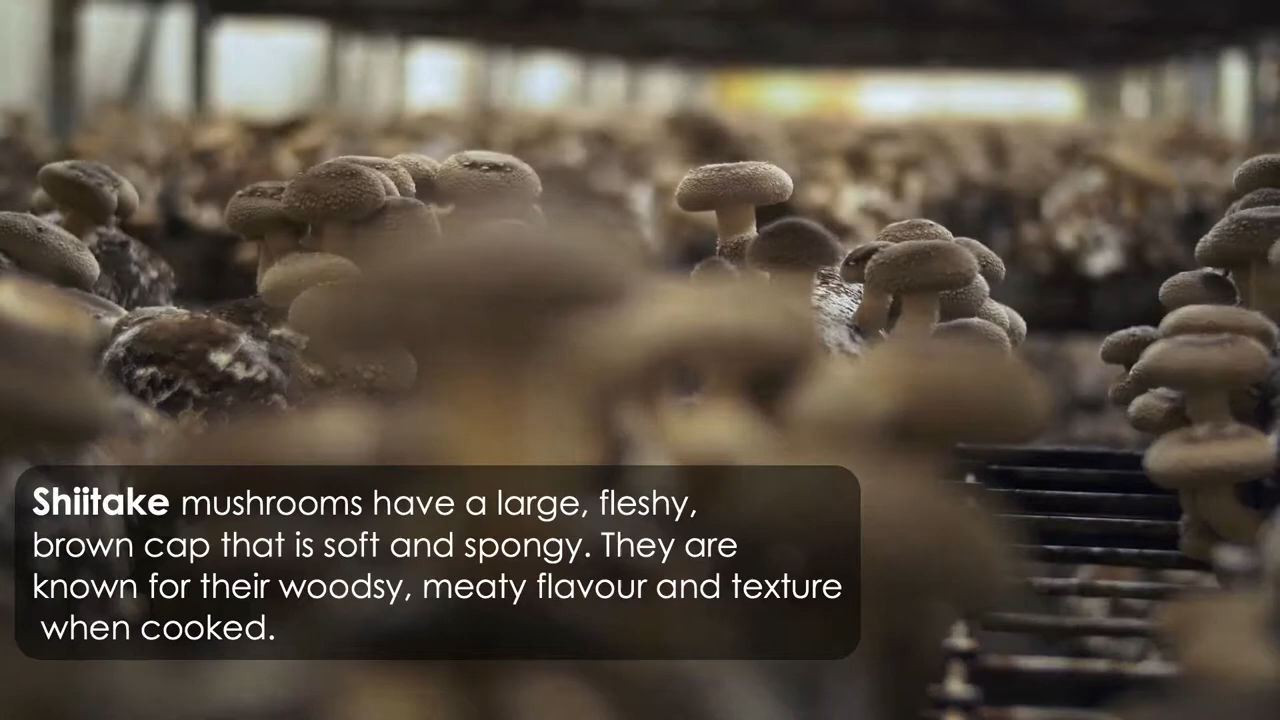 Shiitake mushrooms have a large, fleshy,
brown cap that is soft and spongy. They are
known for their woodsy, meaty flavour and texture
when cooked.